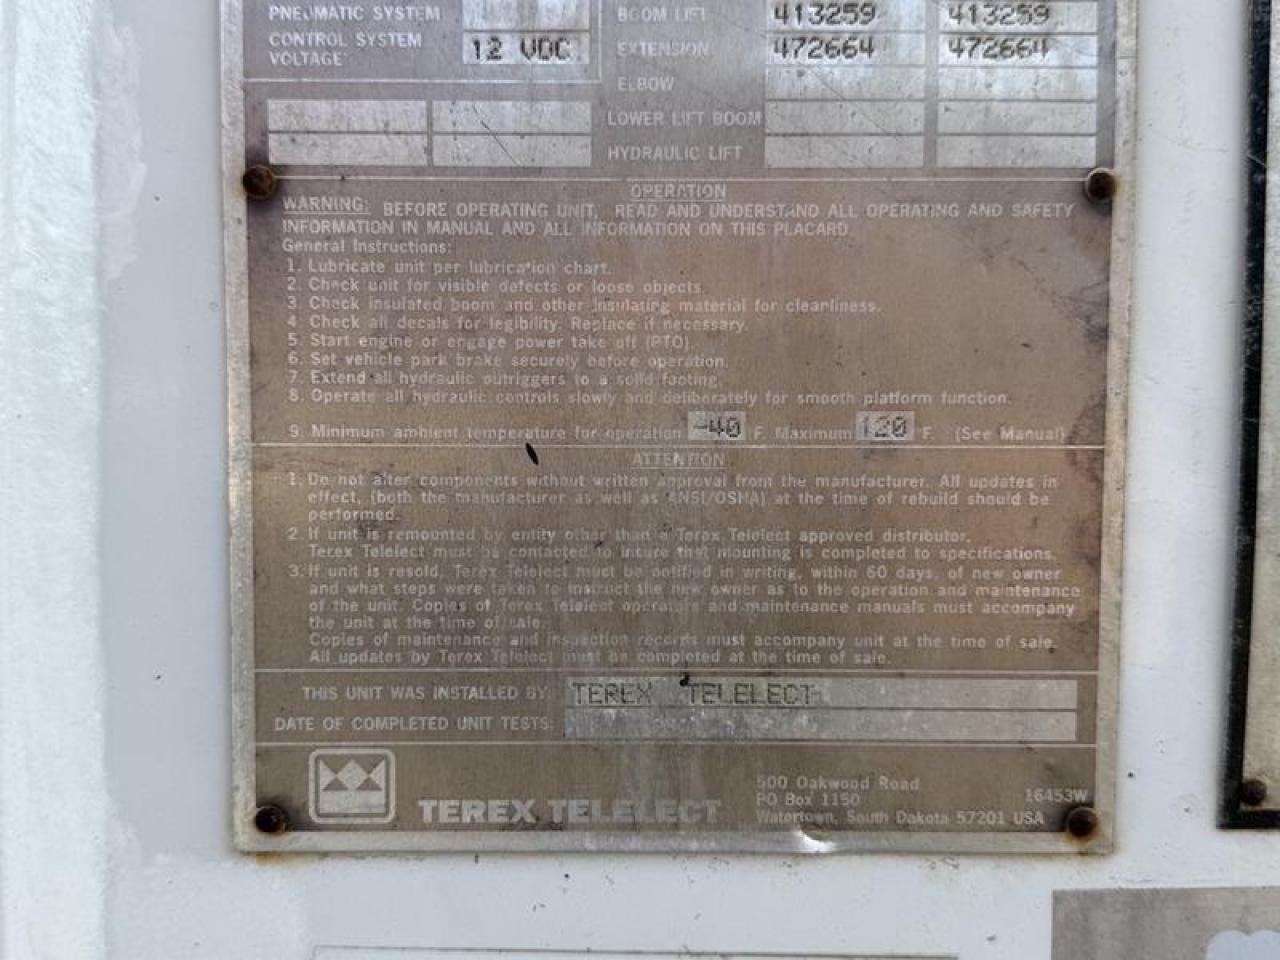 PNEUMATIC SYSTEM
CONTROL SYSTEM
VOLTAGE
12 VDC
BOOM LIFT 413259 413259
EXTENSION 472664 472664
ELBOW
LOWER LIFT BOOM
HYDRAULIC LIFT
OPERATION
WARNING: BEFORE OPERATING UNIT, READ AND UNDERSTAND ALL OPERATING AND SAFETY
INFORMATION IN MANUAL AND ALL INFORMATION ON THIS PLACARD.
General Instructions:
1. Lubricate unit per lubrication chart.
2. Check unit for visible defects or loose objects.
3. Check insulated boom and other insulating material for cleanliness.
4. Check all decals for legibility. Replace if necessary.
5. Start engine or engage power take off (PTO).
6. Set vehicle park brake securely before operation.
7. Extend all hydraulic outriggers to a solid footing.
8. Operate all hydraulic controls slowly and deliberately for smooth platform function.
9. Minimum ambient temperature for operation -40 F. Maximum 120 F. (See Manual)
ATTENTION
1. Do not alter components without written approval from the manufacturer. All updates in
effect, (both the manufacturer as well as ANSI/OSHA) at the time of rebuild should be
performed.
2. If unit is remounted by entity other than a Terex Telelect approved distributor,
Terex Telelect must be contacted to insure that mounting is completed to specifications.
3. If unit is resold, Terex Telelect must be notified in writing, within 60 days, of new owner
and what steps were taken to instruct the new owner as to the operation and maintenance
of the unit. Copies of Terex Telelect operators and maintenance manuals must accompany
the unit at the time of sale.
Copies of maintenance and inspection records must accompany unit at the time of sale.
All updates by Terex Telelect must be completed at the time of sale.
THIS UNIT WAS INSTALLED BY: TEREX TELELECT
DATE OF COMPLETED UNIT TESTS:
TEREX TELELECT
500 Oakwood Road
PO Box 1150
Watertown, South Dakota 57201 USA
16453W